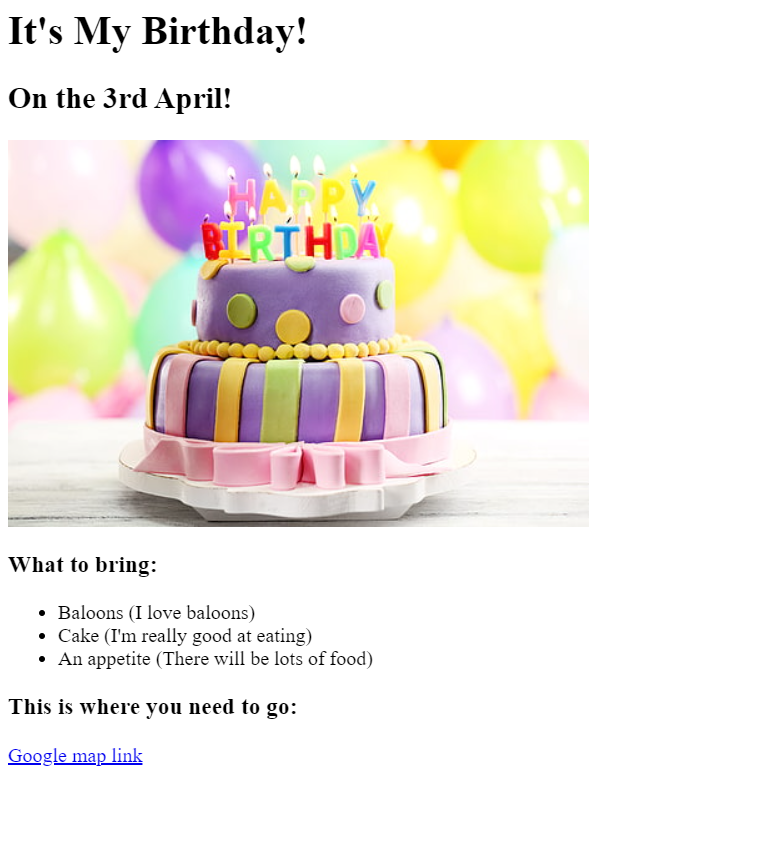 It's My Birthday!
On the 3rd April!
HAPPY
BIRTHDAY
What to bring:
Baloons (I love baloons)
Cake (I'm really good at eating)
An appetite (There will be lots of food)
This is where you need to go:
Google map link